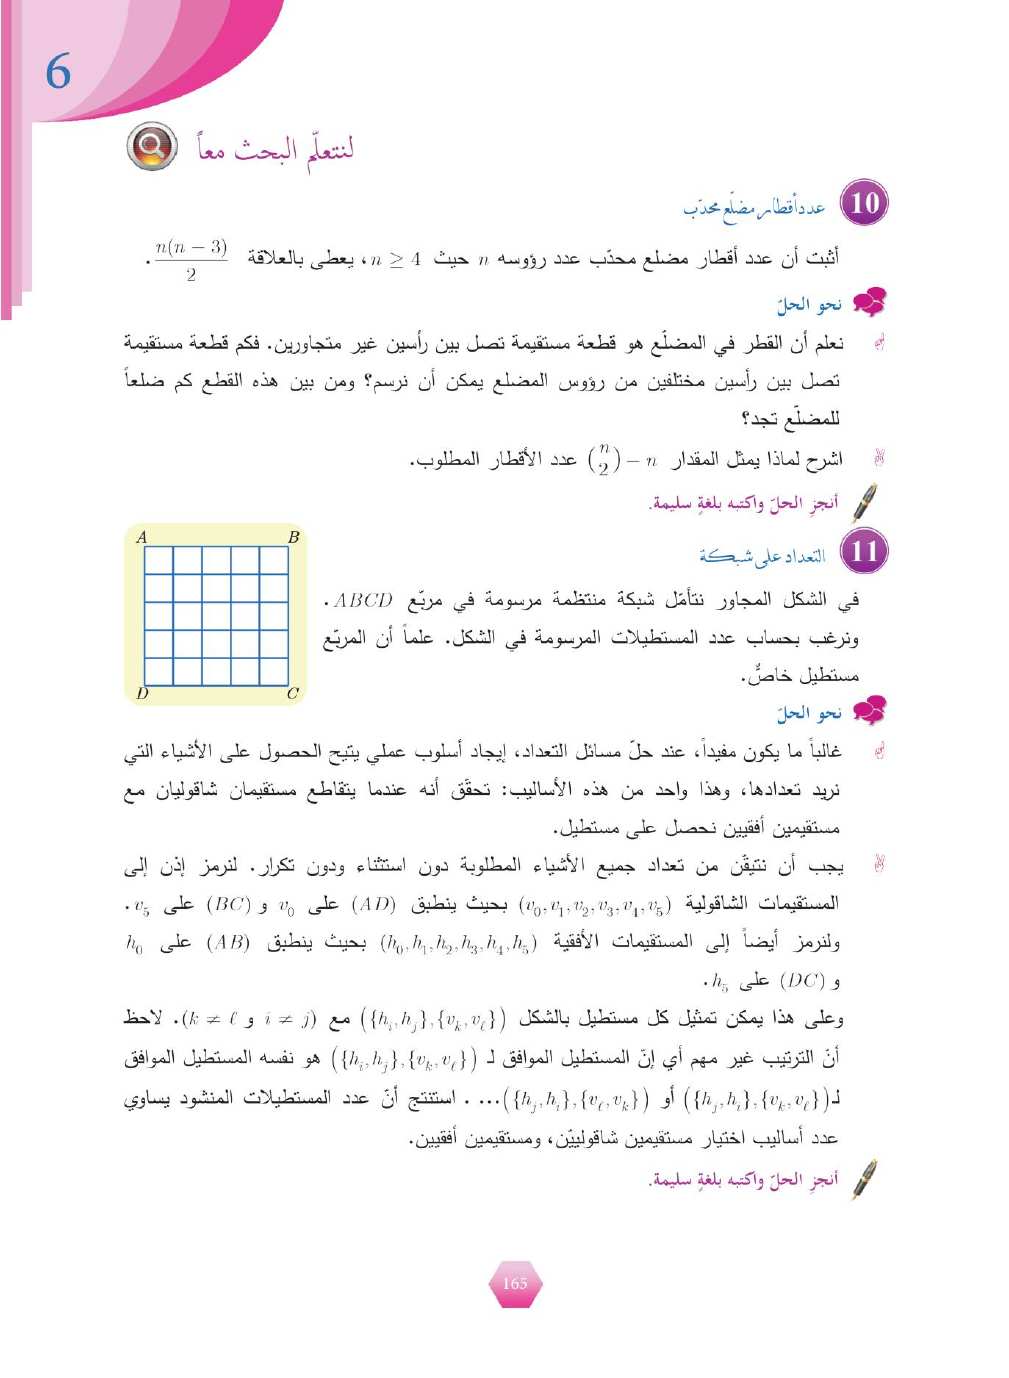 6
لنتعلّم البحث معاً
10 عدد أقطار مضلّع محدّب
أثبت أن عدد أقطار مضلع محدّب عدد رؤوسه n حيث n ≥ 4، يعطى بالعلاقة n(n − 3)/2 .
نحو الحلّ
نعلم أن القطر في المضلّع هو قطعة مستقيمة تصل بين رأسين غير متجاورين. فكم قطعة مستقيمة
تصل بين رأسين مختلفين من رؤوس المضلع يمكن أن نرسم؟ ومن بين هذه القطع كم ضلعاً
للمضلّع تجد؟
اشرح لماذا يمثل المقدار (n 2) − n عدد الأقطار المطلوب.
أنجزِ الحلّ واكتبه بلغةٍ سليمة.
11 التعداد على شبكة
A B
D C
في الشكل المجاور نتأمّل شبكة منتظمة مرسومة في مربّع ABCD .
ونرغب بحساب عدد المستطيلات المرسومة في الشكل. علماً أن المربّع
مستطيل خاصٌّ.
نحو الحلّ
غالباً ما يكون مفيداً، عند حلّ مسائل التعداد، إيجاد أسلوب عملي يتيح الحصول على الأشياء التي
نريد تعدادها، وهذا واحد من هذه الأساليب: تحقّق أنه عندما يتقاطع مستقيمان شاقوليان مع
مستقيمين أفقيين نحصل على مستطيل.
يجب أن نتيقّن من تعداد جميع الأشياء المطلوبة دون استثناء ودون تكرار. لنرمز إذن إلى
المستقيمات الشاقولية (v₀,v₁,v₂,v₃,v₄,v₅) بحيث ينطبق (AD) على v₀ و (BC) على v₅.
ولنرمز أيضاً إلى المستقيمات الأفقية (h₀,h₁,h₂,h₃,h₄,h₅) بحيث ينطبق (AB) على h₀
و (DC) على h₅.
وعلى هذا يمكن تمثيل كل مستطيل بالشكل ({hᵢ,hⱼ},{vₖ,v_ℓ}) مع (i ≠ j و k ≠ ℓ). لاحظ
أنّ الترتيب غير مهم أي إنّ المستطيل الموافق لـ ({hᵢ,hⱼ},{vₖ,v_ℓ}) هو نفسه المستطيل الموافق
لـ ({hⱼ,hᵢ},{vₖ,v_ℓ}) أو ({hⱼ,hᵢ},{v_ℓ,vₖ})... . استنتج أنّ عدد المستطيلات المنشود يساوي
عدد أساليب اختيار مستقيمين شاقوليّين، ومستقيمين أفقيين.
أنجزِ الحلّ واكتبه بلغةٍ سليمة.
165